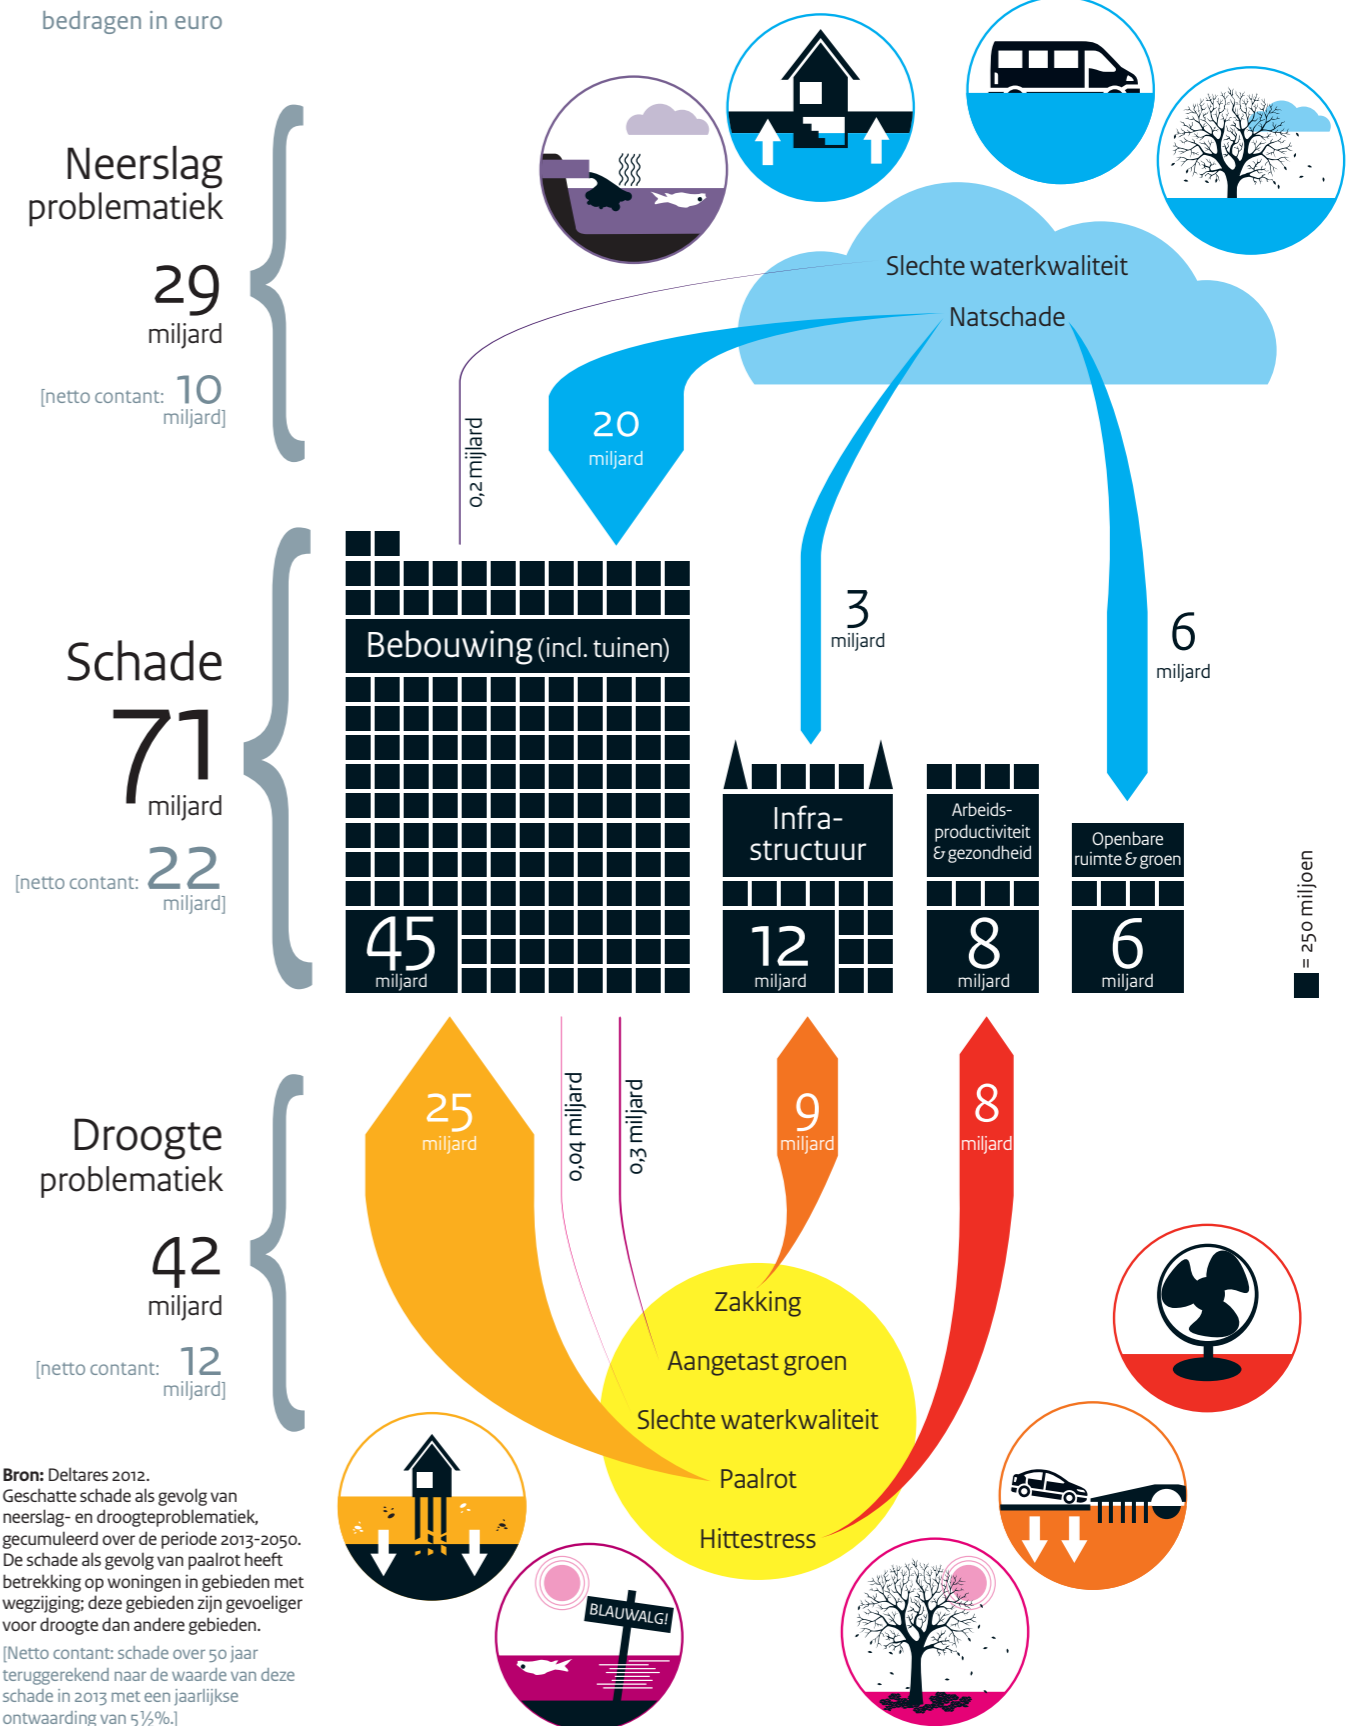 bedragen in euro
Neerslag
problematiek
29
miljard
[netto contant: 10
miljard]
Slechte waterkwaliteit
Natschade
0,2 mijlard
20
miljard
3
miljard
6
miljard
Schade
71
miljard
[netto contant: 22
miljard]
Bebouwing (incl. tuinen)
45
miljard
Infra-
structuur
12
miljard
Arbeids-
productiviteit
& gezondheid
8
miljard
Openbare
ruimte & groen
6
miljard
= 250 miljoen
Droogte
problematiek
42
miljard
[netto contant: 12
miljard]
25
miljard
0,04 miljard
0,3 miljard
9
miljard
8
miljard
Zakking
Aangetast groen
Slechte waterkwaliteit
Paalrot
Hittestress
BLAUWALG!
Bron: Deltares 2012.
Geschatte schade als gevolg van
neerslag- en droogteproblematiek,
gecumuleerd over de periode 2013-2050.
De schade als gevolg van paalrot heeft
betrekking op woningen in gebieden met
wegzijging; deze gebieden zijn gevoeliger
voor droogte dan andere gebieden.
[Netto contant: schade over 50 jaar
teruggerekend naar de waarde van deze
schade in 2013 met een jaarlijkse
ontwaarding van 5½%.]